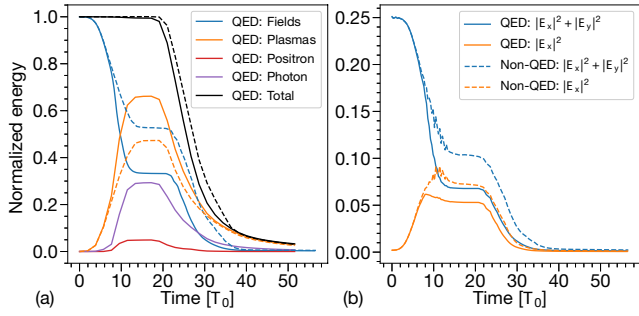 QED: Fields
QED: Plasmas
QED: Positron
QED: Photon
QED: Total
Normalized energy
1.0
0.8
0.6
0.4
0.2
0.0
0 10 20 30 40 50
(a)
Time [T₀]
QED: |Eₓ|² + |Eᵧ|²
QED: |Eₓ|²
Non-QED: |Eₓ|² + |Eᵧ|²
Non-QED: |Eₓ|²
0.25
0.20
0.15
0.10
0.05
0.00
0 10 20 30 40 50
(b)
Time [T₀]